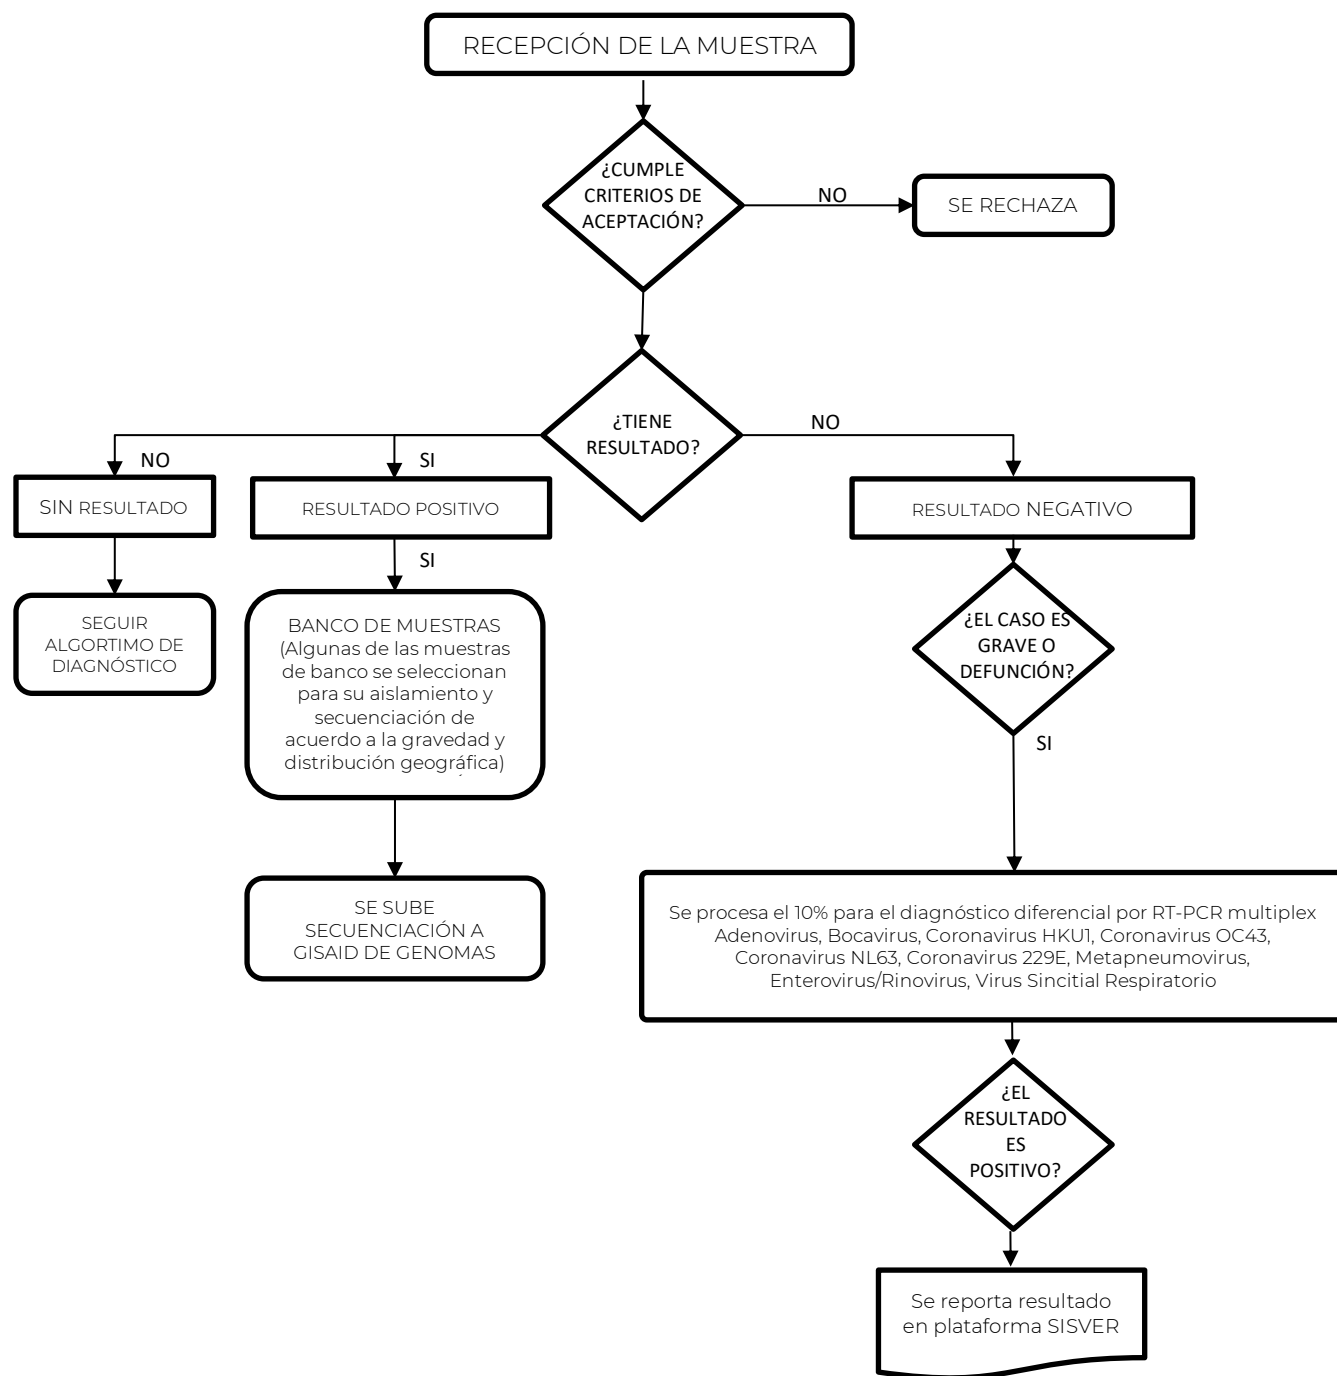 RECEPCIÓN DE LA MUESTRA
¿CUMPLE
CRITERIOS DE
ACEPTACIÓN?
NO
SE RECHAZA
¿TIENE
RESULTADO?
NO
SI
NO
SIN RESULTADO
RESULTADO POSITIVO
RESULTADO NEGATIVO
SI
SEGUIR
ALGORTIMO DE
DIAGNÓSTICO
BANCO DE MUESTRAS
(Algunas de las muestras
de banco se seleccionan
para su aislamiento y
secuenciación de
acuerdo a la gravedad y
distribución geográfica)
¿EL CASO ES
GRAVE O
DEFUNCIÓN?
SI
SE SUBE
SECUENCIACIÓN A
GISAID DE GENOMAS
Se procesa el 10% para el diagnóstico diferencial por RT-PCR multiplex
Adenovirus, Bocavirus, Coronavirus HKU1, Coronavirus OC43,
Coronavirus NL63, Coronavirus 229E, Metapneumovirus,
Enterovirus/Rinovirus, Virus Sincitial Respiratorio
¿EL
RESULTADO
ES
POSITIVO?
Se reporta resultado
en plataforma SISVER